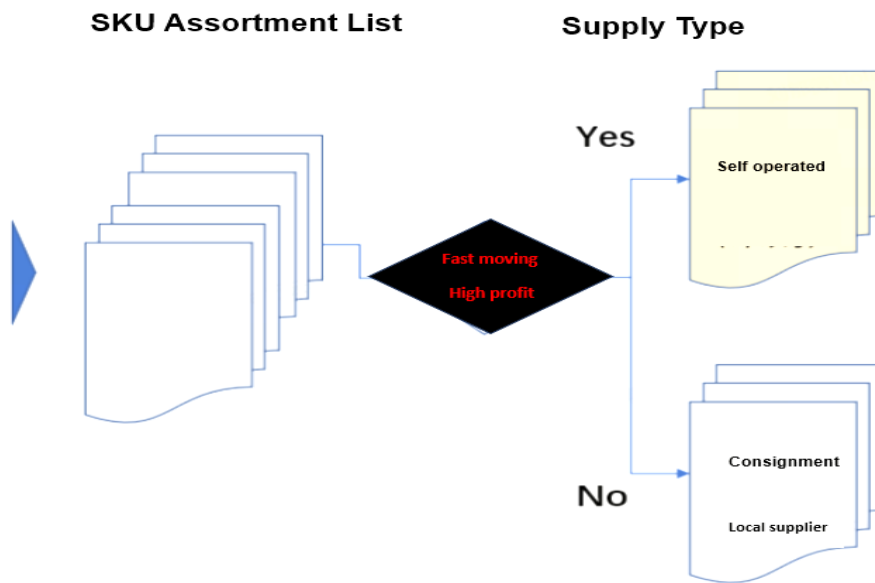 SKU Assortment List
Supply Type
Yes
Self operated
Fast moving
High profit
Consignment
No
Local supplier